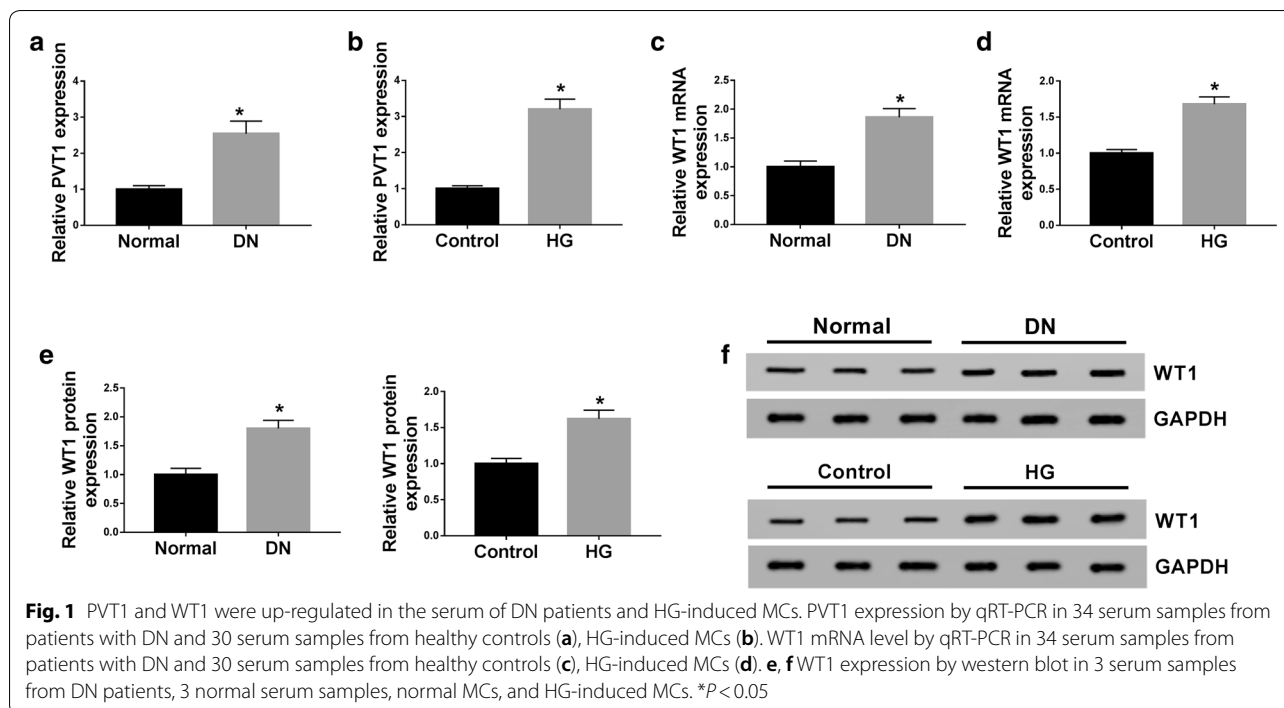 a
Relative PVT1 expression
4
3
2
1
0
*
Normal
DN
b
Relative PVT1 expression
4
3
2
1
0
*
Control
HG
c
Relative WT1 mRNA
expression
2.5
2.0
1.5
1.0
0.5
0.0
*
Normal
DN
d
Relative WT1 mRNA
expression
2.0
1.5
1.0
0.5
0.0
*
Control
HG
e
Relative WT1 protein
expression
2.5
2.0
1.5
1.0
0.5
0.0
*
Normal
DN
Relative WT1 protein
expression
2.0
1.5
1.0
0.5
0.0
*
Control
HG
f
Normal
DN
WT1
GAPDH
Control
HG
WT1
GAPDH
Fig. 1 PVT1 and WT1 were up-regulated in the serum of DN patients and HG-induced MCs. PVT1 expression by qRT-PCR in 34 serum samples from
patients with DN and 30 serum samples from healthy controls (a), HG-induced MCs (b). WT1 mRNA level by qRT-PCR in 34 serum samples from
patients with DN and 30 serum samples from healthy controls (c), HG-induced MCs (d). e, f WT1 expression by western blot in 3 serum samples
from DN patients, 3 normal serum samples, normal MCs, and HG-induced MCs. *P < 0.05